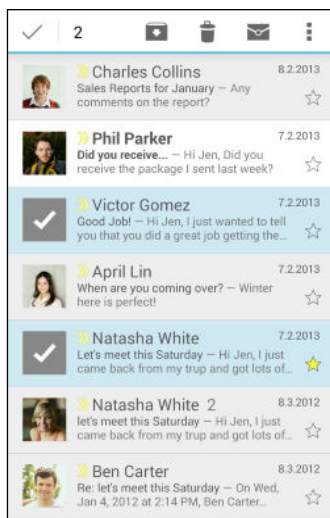 2
Charles Collins 8.2.2013
Sales Reports for January – Any
comments on the report?
Phil Parker 7.2.2013
Did you receive... – Hi Jen, Did you
receive the package I sent last week?
Victor Gomez 7.2.2013
Good Job! – Hi Jen, I just wanted to tell
you that you did a great job getting the...
April Lin 7.2.2013
When are you coming over? – Winter
here is perfect!
Natasha White 7.2.2013
Let's meet this Saturday – Hi Jen, I just
came back from my trup and got lots of...
Natasha White 2 8.3.2012
let's meet this Saturday – Hi Jen, I just
came back from my trup and got lots of...
Ben Carter 8.3.2012
Re: let's meet this Saturday – On Wed,
Jan 4, 2012 at 2:14 PM, Ben Carter...